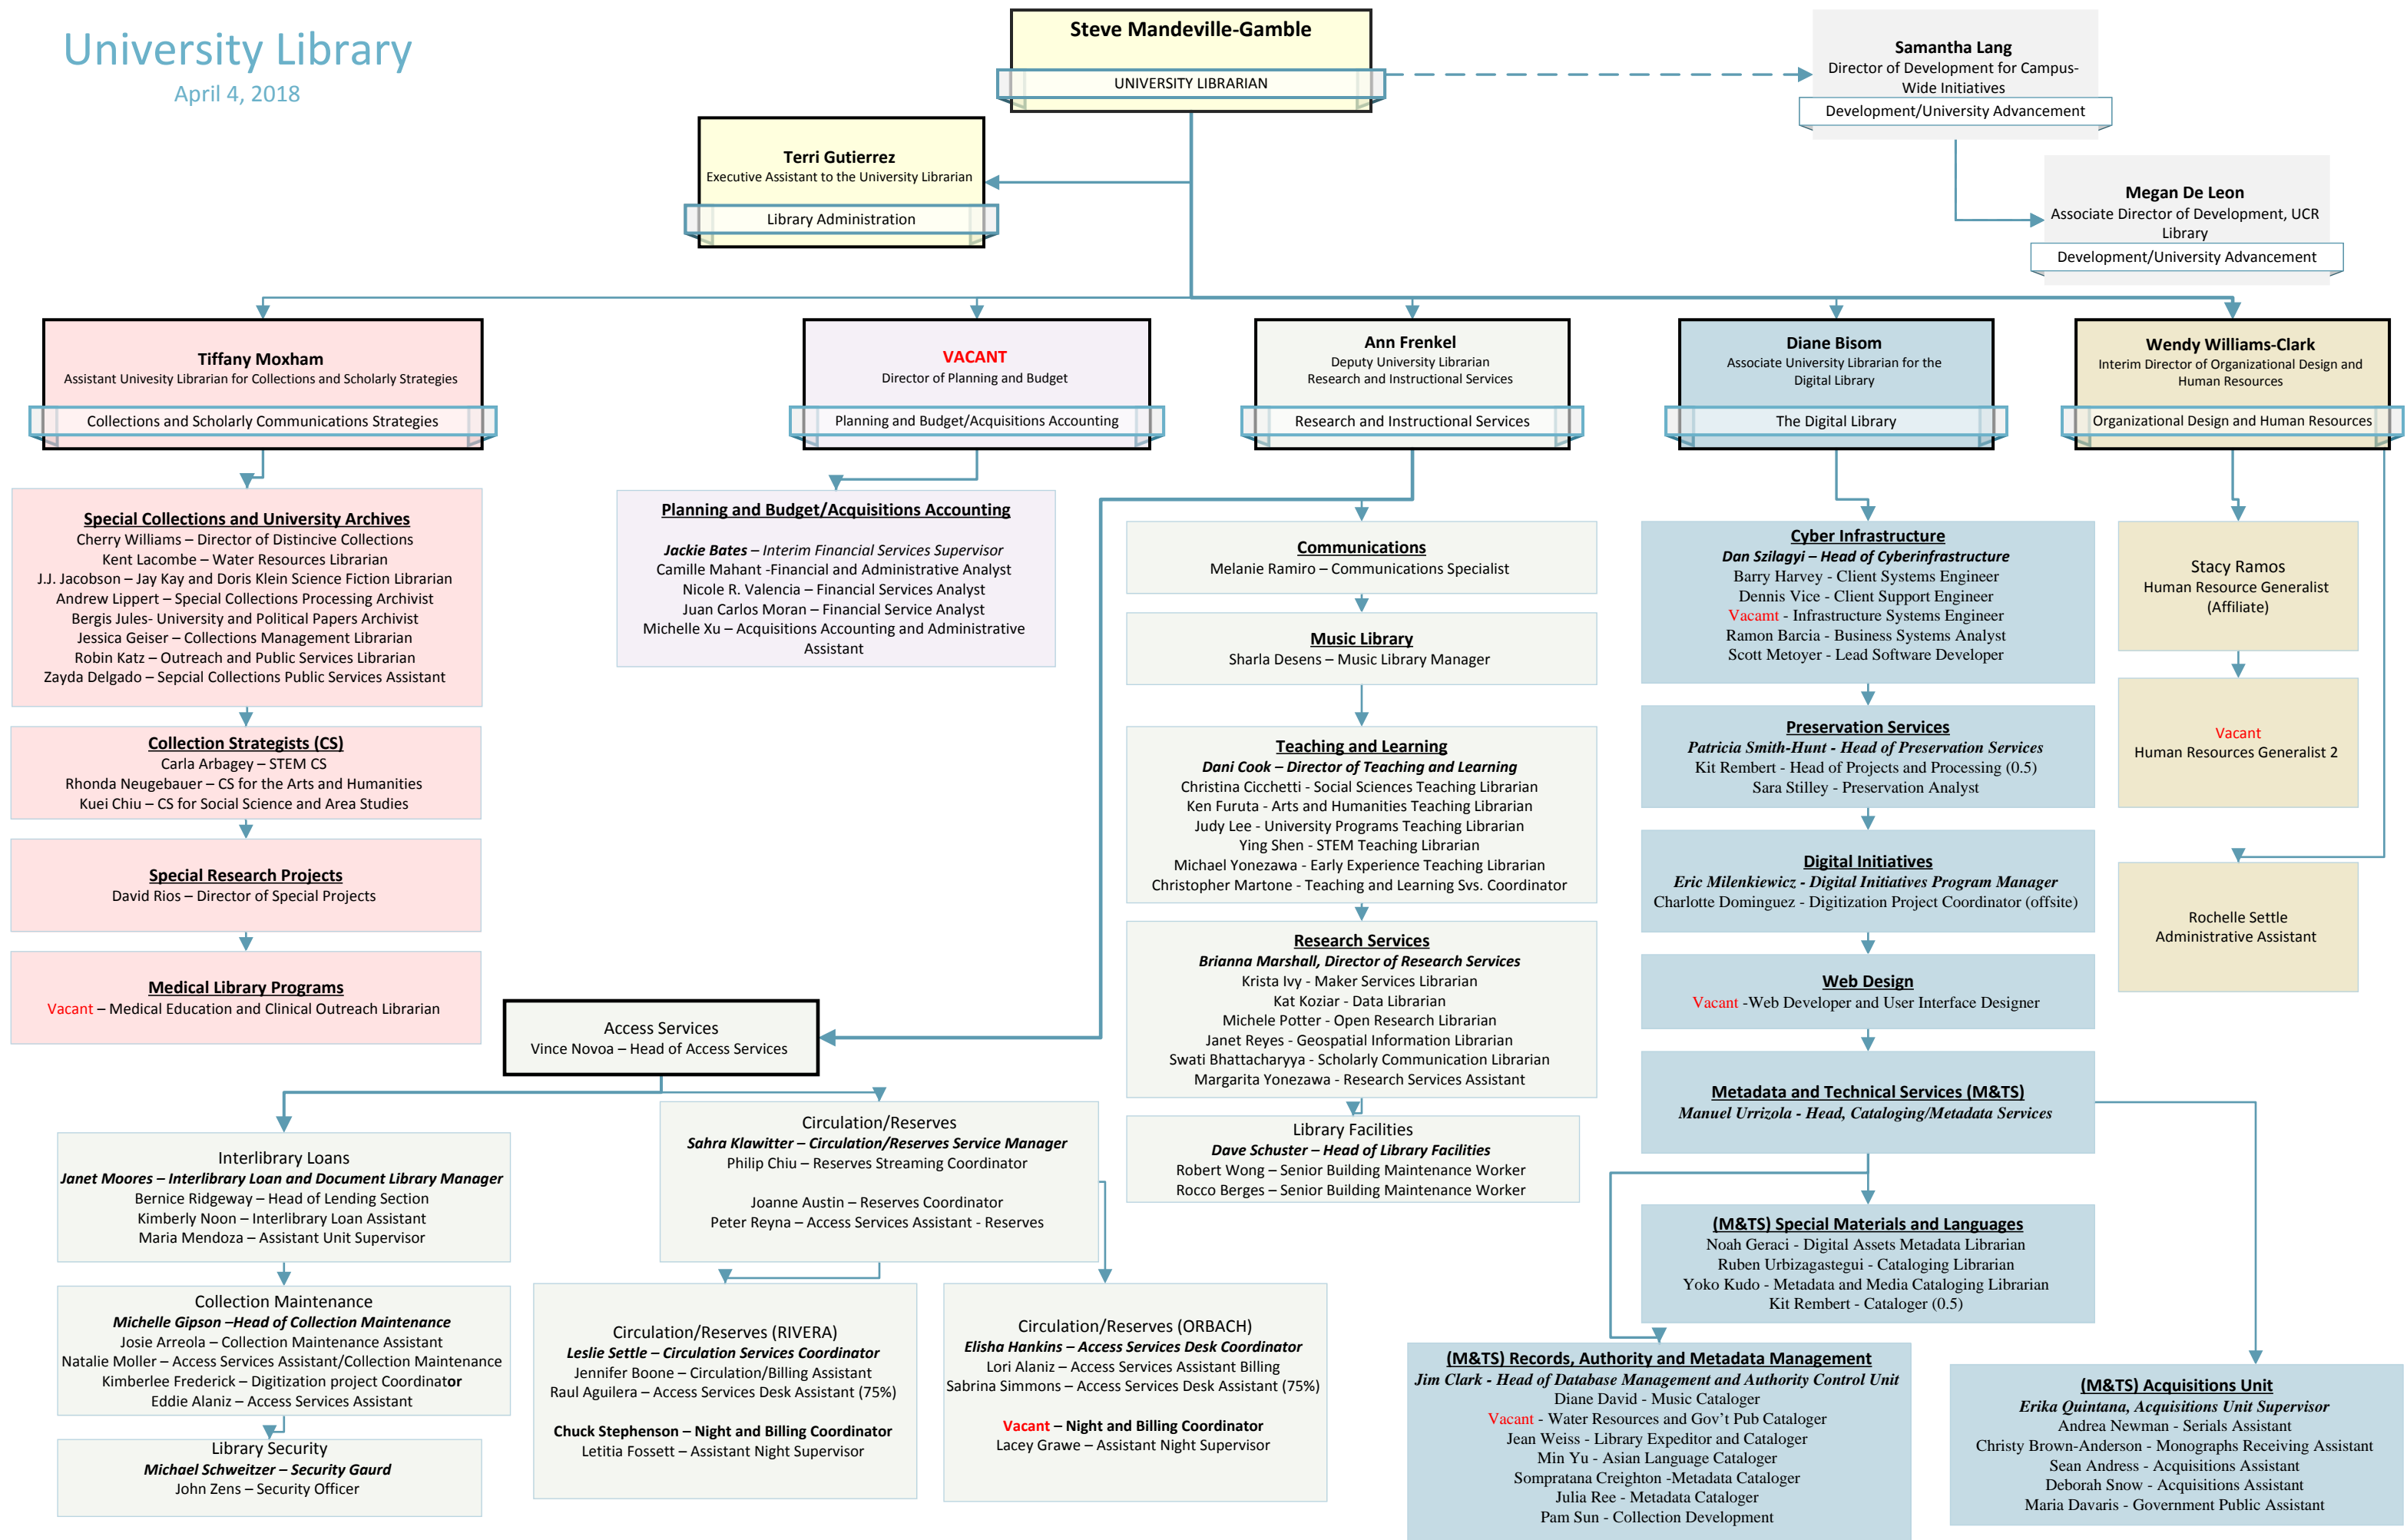 University Library
April 4, 2018
Steve Mandeville-Gamble
UNIVERSITY LIBRARIAN
Samantha Lang
Director of Development for Campus-
Wide Initiatives
Development/University Advancement
Terri Gutierrez
Executive Assistant to the University Librarian
Library Administration
Megan De Leon
Associate Director of Development, UCR
Library
Development/University Advancement
Tiffany Moxham
Assistant Univesity Librarian for Collections and Scholarly Strategies
Collections and Scholarly Communications Strategies
VACANT
Director of Planning and Budget
Planning and Budget/Acquisitions Accounting
Ann Frenkel
Deputy University Librarian
Research and Instructional Services
Research and Instructional Services
Diane Bisom
Associate University Librarian for the
Digital Library
The Digital Library
Wendy Williams-Clark
Interim Director of Organizational Design and
Human Resources
Organizational Design and Human Resources
Special Collections and University Archives
Cherry Williams – Director of Distincive Collections
Kent Lacombe – Water Resources Librarian
J.J. Jacobson – Jay Kay and Doris Klein Science Fiction Librarian
Andrew Lippert – Special Collections Processing Archivist
Bergis Jules- University and Political Papers Archivist
Jessica Geiser – Collections Management Librarian
Robin Katz – Outreach and Public Services Librarian
Zayda Delgado – Sepcial Collections Public Services Assistant
Collection Strategists (CS)
Carla Arbagey – STEM CS
Rhonda Neugebauer – CS for the Arts and Humanities
Kuei Chiu – CS for Social Science and Area Studies
Special Research Projects
David Rios – Director of Special Projects
Medical Library Programs
Vacant – Medical Education and Clinical Outreach Librarian
Planning and Budget/Acquisitions Accounting
Jackie Bates – Interim Financial Services Supervisor
Camille Mahant -Financial and Administrative Analyst
Nicole R. Valencia – Financial Services Analyst
Juan Carlos Moran – Financial Service Analyst
Michelle Xu – Acquisitions Accounting and Administrative
Assistant
Communications
Melanie Ramiro – Communications Specialist
Music Library
Sharla Desens – Music Library Manager
Teaching and Learning
Dani Cook – Director of Teaching and Learning
Christina Cicchetti - Social Sciences Teaching Librarian
Ken Furuta - Arts and Humanities Teaching Librarian
Judy Lee - University Programs Teaching Librarian
Ying Shen - STEM Teaching Librarian
Michael Yonezawa - Early Experience Teaching Librarian
Christopher Martone - Teaching and Learning Svs. Coordinator
Research Services
Brianna Marshall, Director of Research Services
Krista Ivy - Maker Services Librarian
Kat Koziar - Data Librarian
Michele Potter - Open Research Librarian
Janet Reyes - Geospatial Information Librarian
Swati Bhattacharyya - Scholarly Communication Librarian
Margarita Yonezawa - Research Services Assistant
Library Facilities
Dave Schuster – Head of Library Facilities
Robert Wong – Senior Building Maintenance Worker
Rocco Berges – Senior Building Maintenance Worker
Cyber Infrastructure
Dan Szilagyi – Head of Cyberinfrastructure
Barry Harvey - Client Systems Engineer
Dennis Vice - Client Support Engineer
Vacamt - Infrastructure Systems Engineer
Ramon Barcia - Business Systems Analyst
Scott Metoyer - Lead Software Developer
Preservation Services
Patricia Smith-Hunt - Head of Preservation Services
Kit Rembert - Head of Projects and Processing (0.5)
Sara Stilley - Preservation Analyst
Digital Initiatives
Eric Milenkiewicz - Digital Initiatives Program Manager
Charlotte Dominguez - Digitization Project Coordinator (offsite)
Web Design
Vacant -Web Developer and User Interface Designer
Metadata and Technical Services (M&TS)
Manuel Urrizola - Head, Cataloging/Metadata Services
Stacy Ramos
Human Resource Generalist
(Affiliate)
Vacant
Human Resources Generalist 2
Rochelle Settle
Administrative Assistant
Access Services
Vince Novoa – Head of Access Services
Interlibrary Loans
Janet Moores – Interlibrary Loan and Document Library Manager
Bernice Ridgeway – Head of Lending Section
Kimberly Noon – Interlibrary Loan Assistant
Maria Mendoza – Assistant Unit Supervisor
Collection Maintenance
Michelle Gipson –Head of Collection Maintenance
Josie Arreola – Collection Maintenance Assistant
Natalie Moller – Access Services Assistant/Collection Maintenance
Kimberlee Frederick – Digitization project Coordinator
Eddie Alaniz – Access Services Assistant
Library Security
Michael Schweitzer – Security Gaurd
John Zens – Security Officer
Circulation/Reserves
Sahra Klawitter – Circulation/Reserves Service Manager
Philip Chiu – Reserves Streaming Coordinator
Joanne Austin – Reserves Coordinator
Peter Reyna – Access Services Assistant - Reserves
Circulation/Reserves (RIVERA)
Leslie Settle – Circulation Services Coordinator
Jennifer Boone – Circulation/Billing Assistant
Raul Aguilera – Access Services Desk Assistant (75%)
Chuck Stephenson – Night and Billing Coordinator
Letitia Fossett – Assistant Night Supervisor
Circulation/Reserves (ORBACH)
Elisha Hankins – Access Services Desk Coordinator
Lori Alaniz – Access Services Assistant Billing
Sabrina Simmons – Access Services Desk Assistant (75%)
Vacant – Night and Billing Coordinator
Lacey Grawe – Assistant Night Supervisor
(M&TS) Special Materials and Languages
Noah Geraci - Digital Assets Metadata Librarian
Ruben Urbizagastegui - Cataloging Librarian
Yoko Kudo - Metadata and Media Cataloging Librarian
Kit Rembert - Cataloger (0.5)
(M&TS) Records, Authority and Metadata Management
Jim Clark - Head of Database Management and Authority Control Unit
Diane David - Music Cataloger
Vacant - Water Resources and Gov't Pub Cataloger
Jean Weiss - Library Expeditor and Cataloger
Min Yu - Asian Language Cataloger
Sompratana Creighton -Metadata Cataloger
Julia Ree - Metadata Cataloger
Pam Sun - Collection Development
(M&TS) Acquisitions Unit
Erika Quintana, Acquisitions Unit Supervisor
Andrea Newman - Serials Assistant
Christy Brown-Anderson - Monographs Receiving Assistant
Sean Andress - Acquisitions Assistant
Deborah Snow - Acquisitions Assistant
Maria Davaris - Government Public Assistant